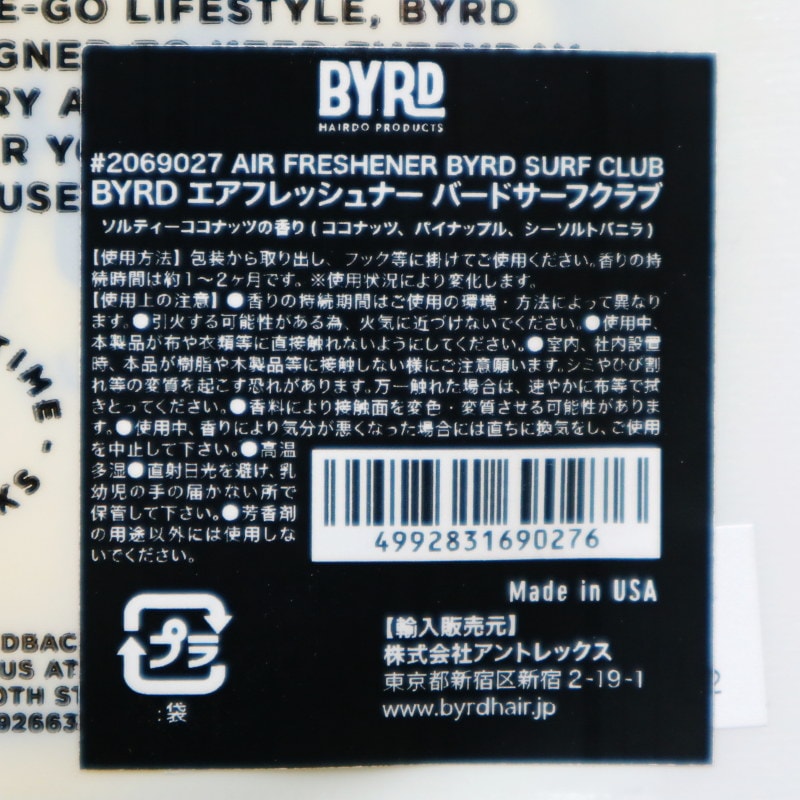 E-GO LIFESTYLE, BYRD
RY A
R YO
USE
TIME
KS
BYRD
HAIRDO PRODUCTS
#2069027 AIR FRESHENER BYRD SURF CLUB
BYRD エアフレッシュナー バードサーフクラブ
ソルティーココナッツの香り(ココナッツ、パイナップル、シーソルトバニラ)
【使用方法】包装から取り出し、フック等に掛けてご使用ください。香りの持
続時間は約1〜2ヶ月です。※使用状況により変化します。
【使用上の注意】●香りの持続期間はご使用の環境・方法によって異なり
ます。●引火する可能性がある為、火気に近づけないでください。●使用中、
本製品が布や衣類等に直接触れないようにしてください。●室内、社内設置
時、本品が樹脂や木製品等に接触しない様にご注意願います。シミやひび割
れ等の変質を起こす恐れがあります。万一触れた場合は、速やかに布等で拭
きとってください。●香料により接触面を変色・変質させる可能性がありま
す。●使用中、香りにより気分が悪くなった場合には直ちに換気をし、ご使用
を中止して下さい。●高温
多湿●直射日光を避け、乳
幼児の手の届かない所で
保管して下さい。●芳香剤
の用途以外には使用しな
いでください。
4992831690276
Made in USA
プラ
:袋
【輸入販売元】
株式会社アントレックス
東京都新宿区新宿 2-19-1
www.byrdhair.jp
DBAC
US AT
0TH ST
92663
2